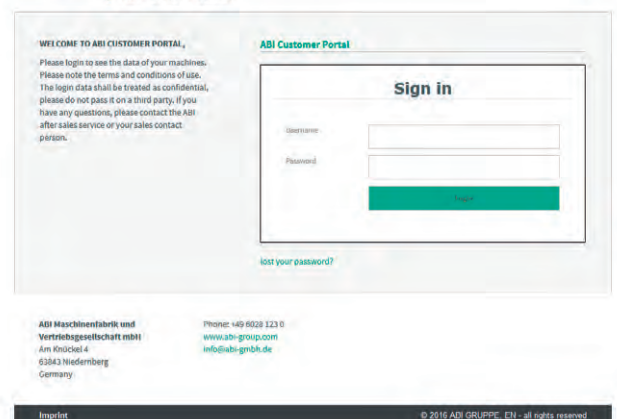 WELCOME TO ABI CUSTOMER PORTAL,
Please login to see the data of your machines.
Please note the terms and conditions of use.
The login data shall be treated as confidential,
please do not pass it on a third party. If you
have any questions, please contact the ABI
after sales service or your sales contact
person.
ABI Customer Portal
Sign in
Username
Password
lost your password?
ABI Maschinenfabrik und
Vertriebsgesellschaft mbH
Am Knückel 4
63843 Niedernberg
Germany
Phone: +49 6028 123 0
www.abi-group.com
info@abi-gmbh.de
Imprint
© 2016 ABI GRUPPE. EN - all rights reserved